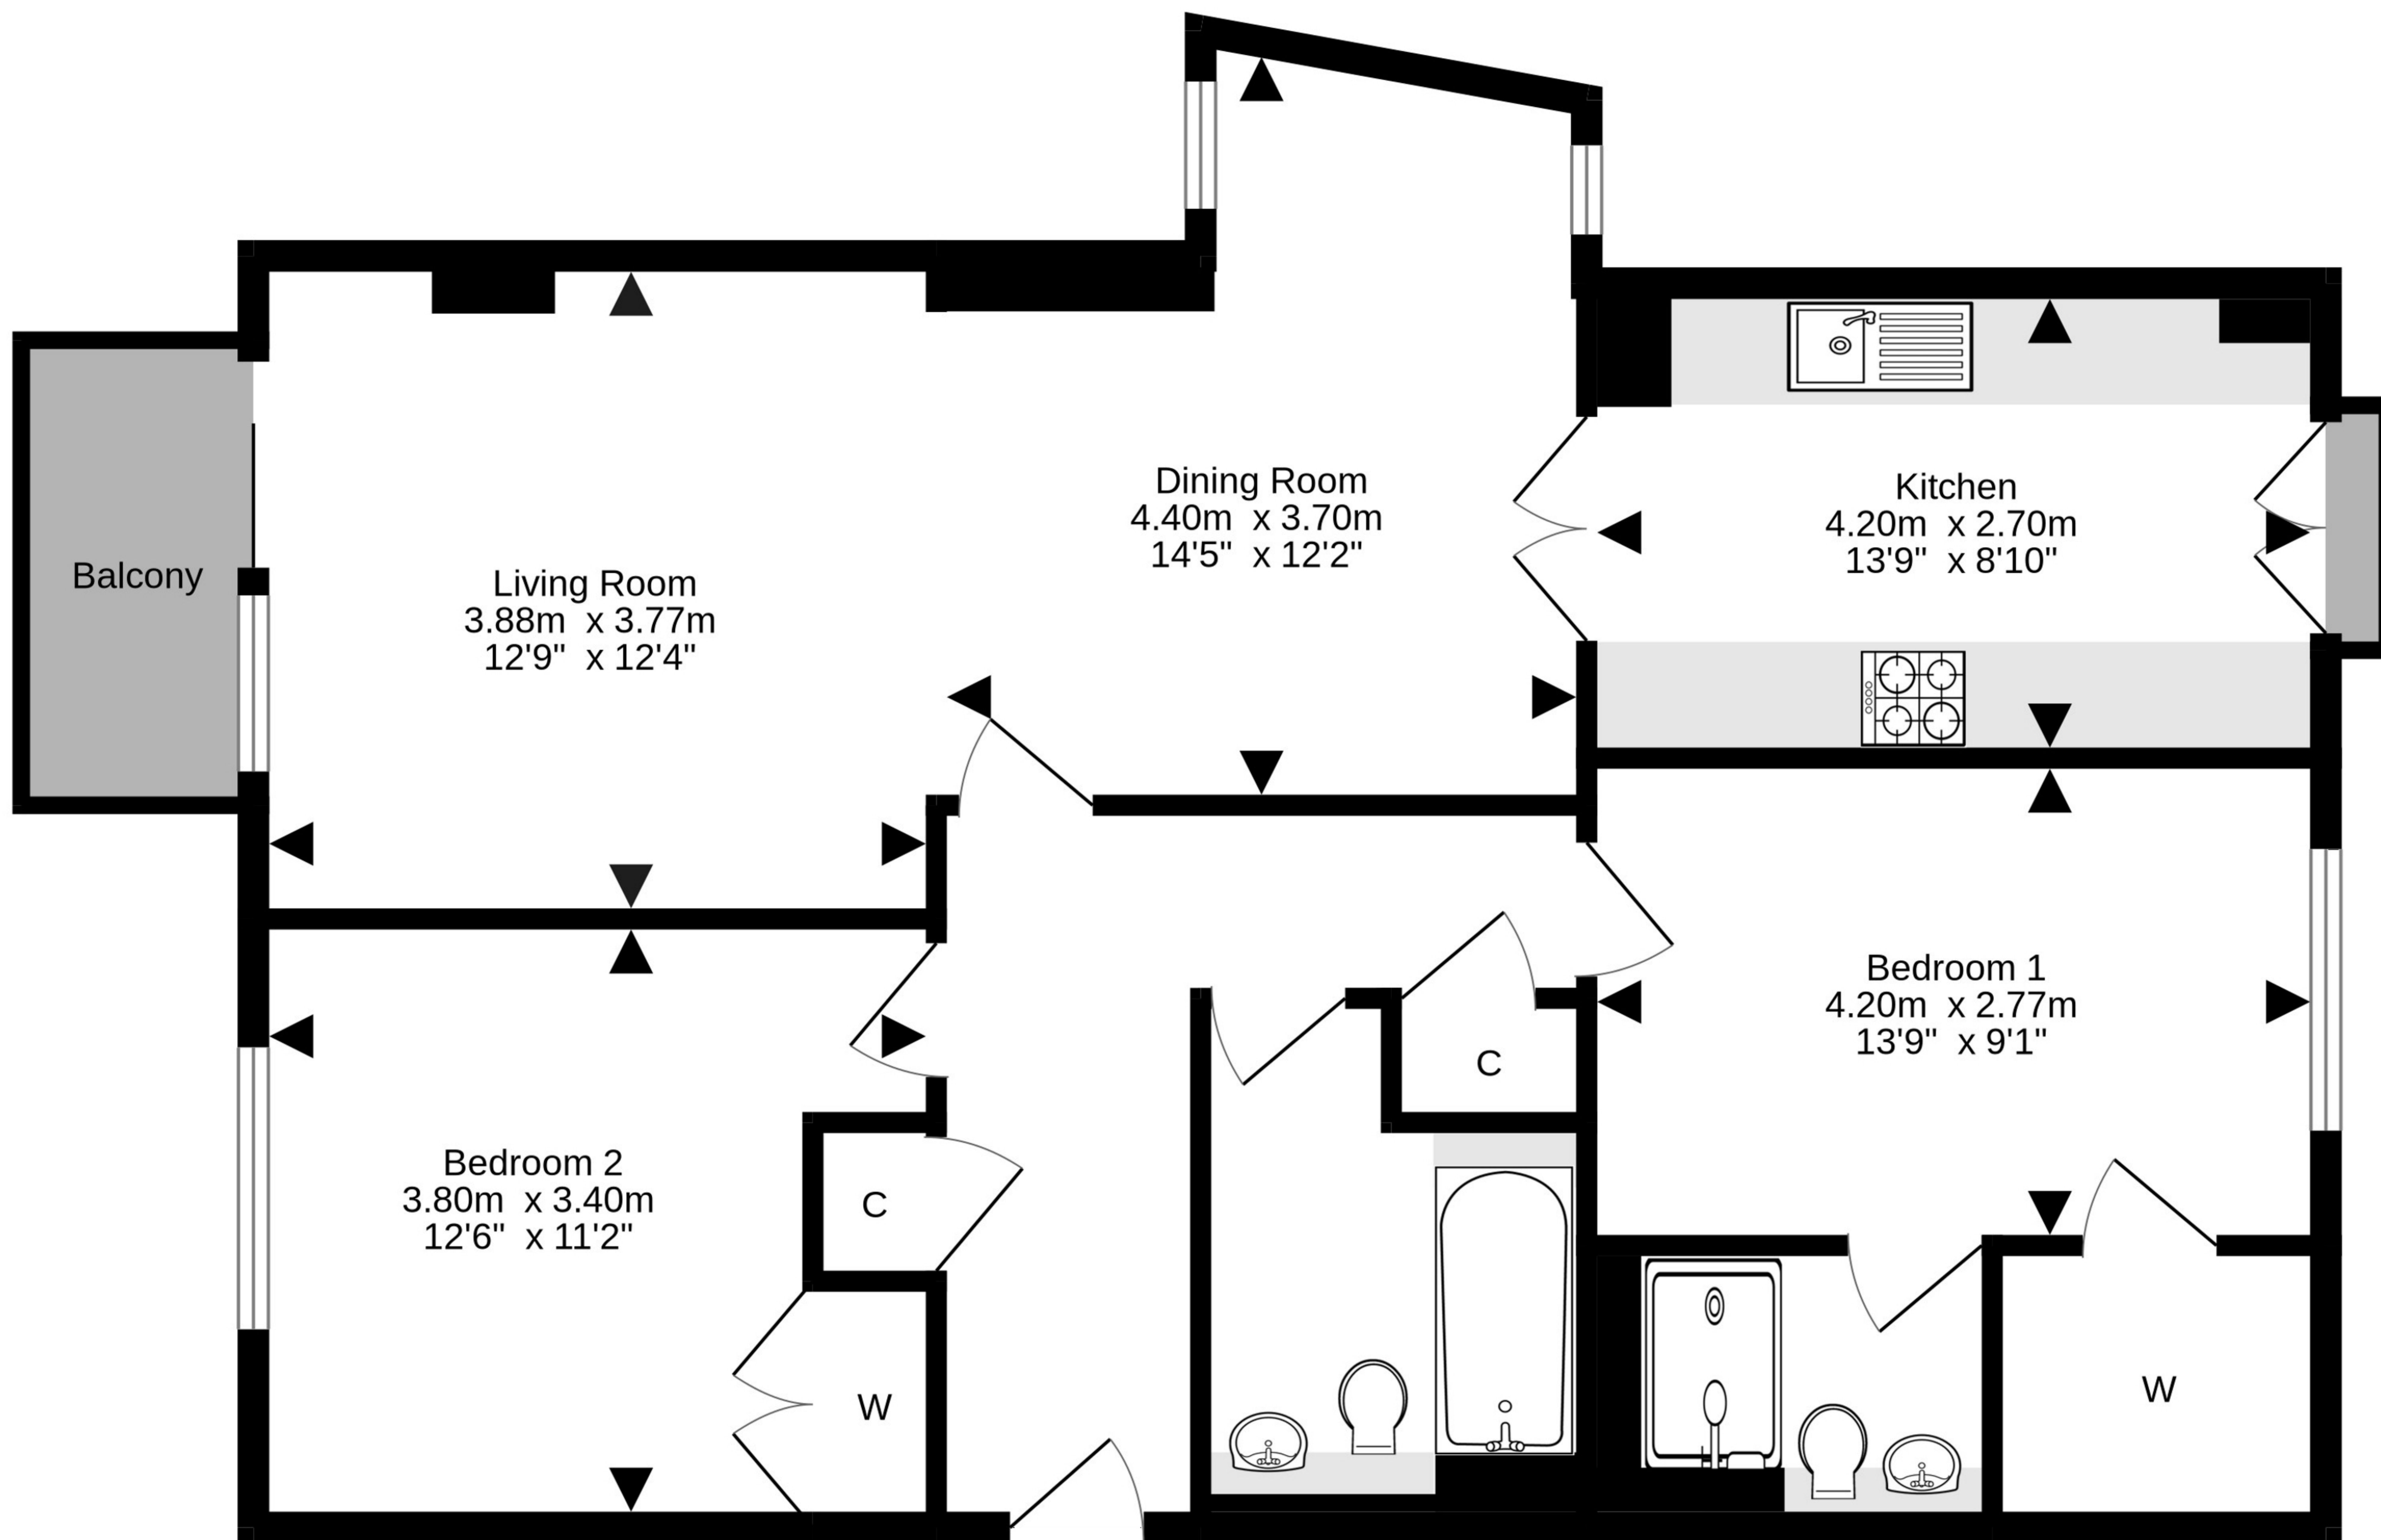 Dining Room
4.40m x 3.70m
14'5" x 12'2"
Kitchen
4.20m x 2.70m
13'9" x 8'10"
Balcony
Living Room
3.88m x 3.77m
12'9" x 12'4"
Bedroom 1
4.20m x 2.77m
13'9" x 9'1"
C
Bedroom 2
3.80m x 3.40m
12'6" x 11'2"
C
W
W